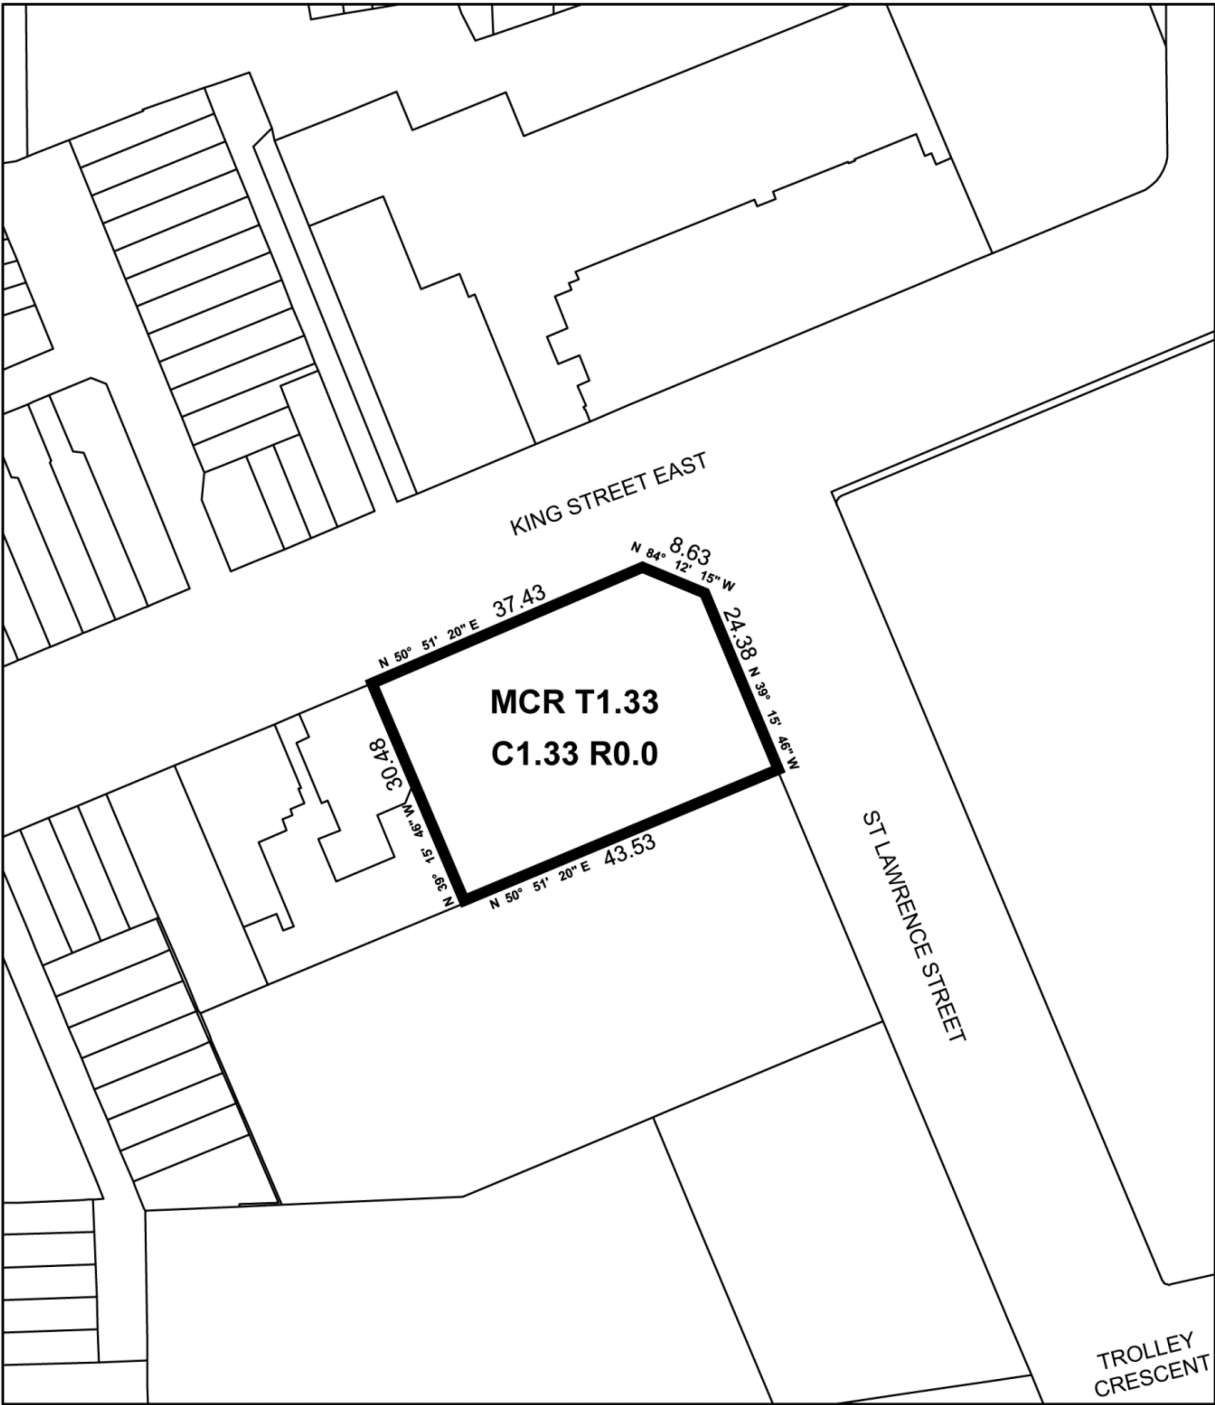 KING STREET EAST
8.63
N 84° 12' 15" W
37.43
N 50° 51' 20" E
24.38
N 39° 15' 46" W
MCR T1.33
C1.33 R0.0
30.48
N 39° 15' 46" W
43.53
N 50° 51' 20" E
ST LAWRENCE STREET
TROLLEY
CRESCENT